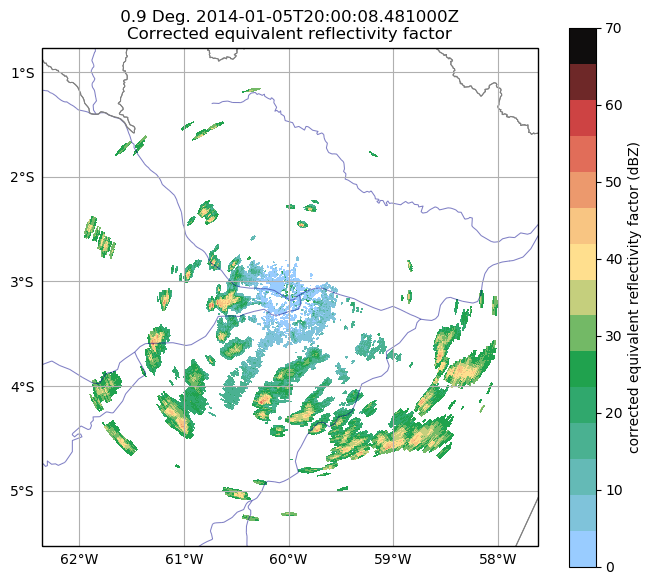 0.9 Deg. 2014-01-05T20:00:08.481000Z
Corrected equivalent reflectivity factor
1°S
2°S
3°S
4°S
5°S
62°W
61°W
60°W
59°W
58°W
70
60
50
40
30
20
10
0
corrected equivalent reflectivity factor (dBZ)